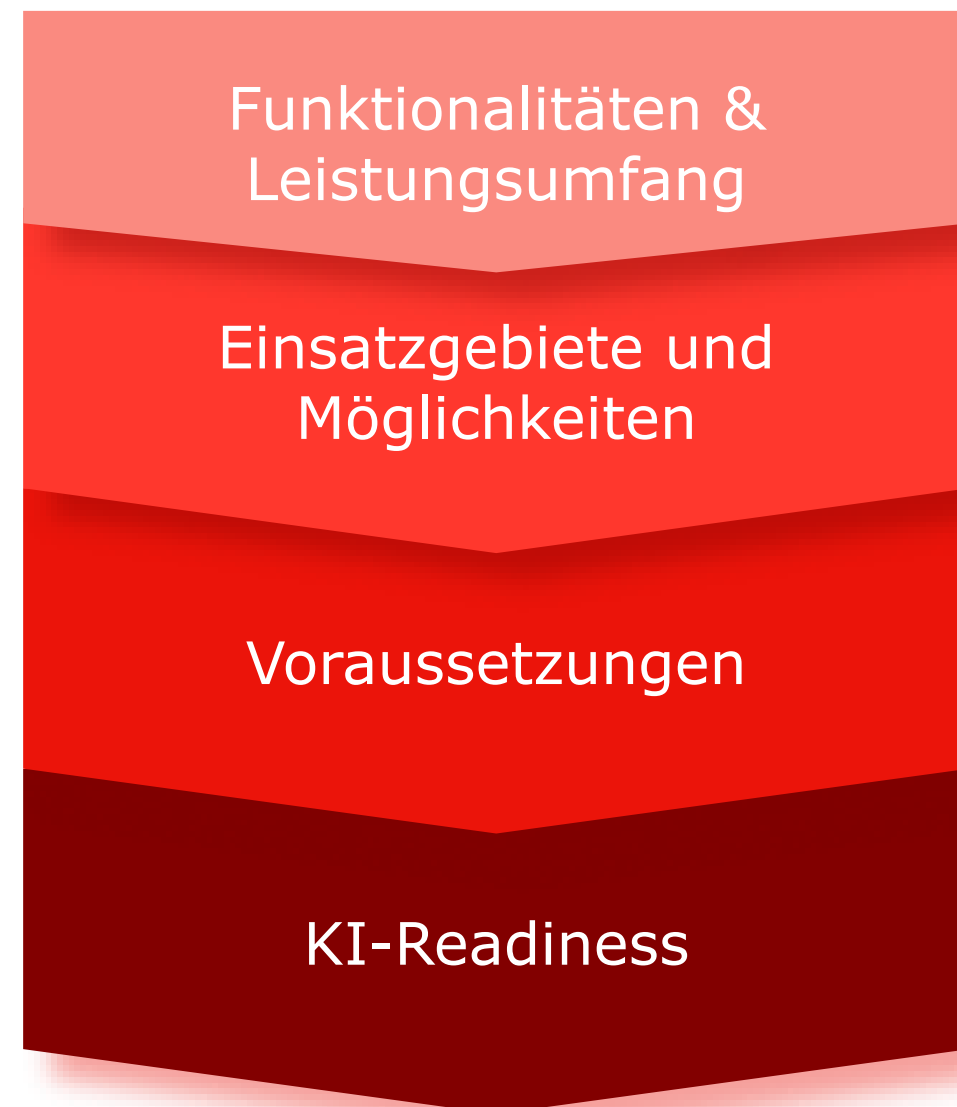 Funktionalitäten &
Leistungsumfang
Einsatzgebiete und
Möglichkeiten
Voraussetzungen
KI-Readiness